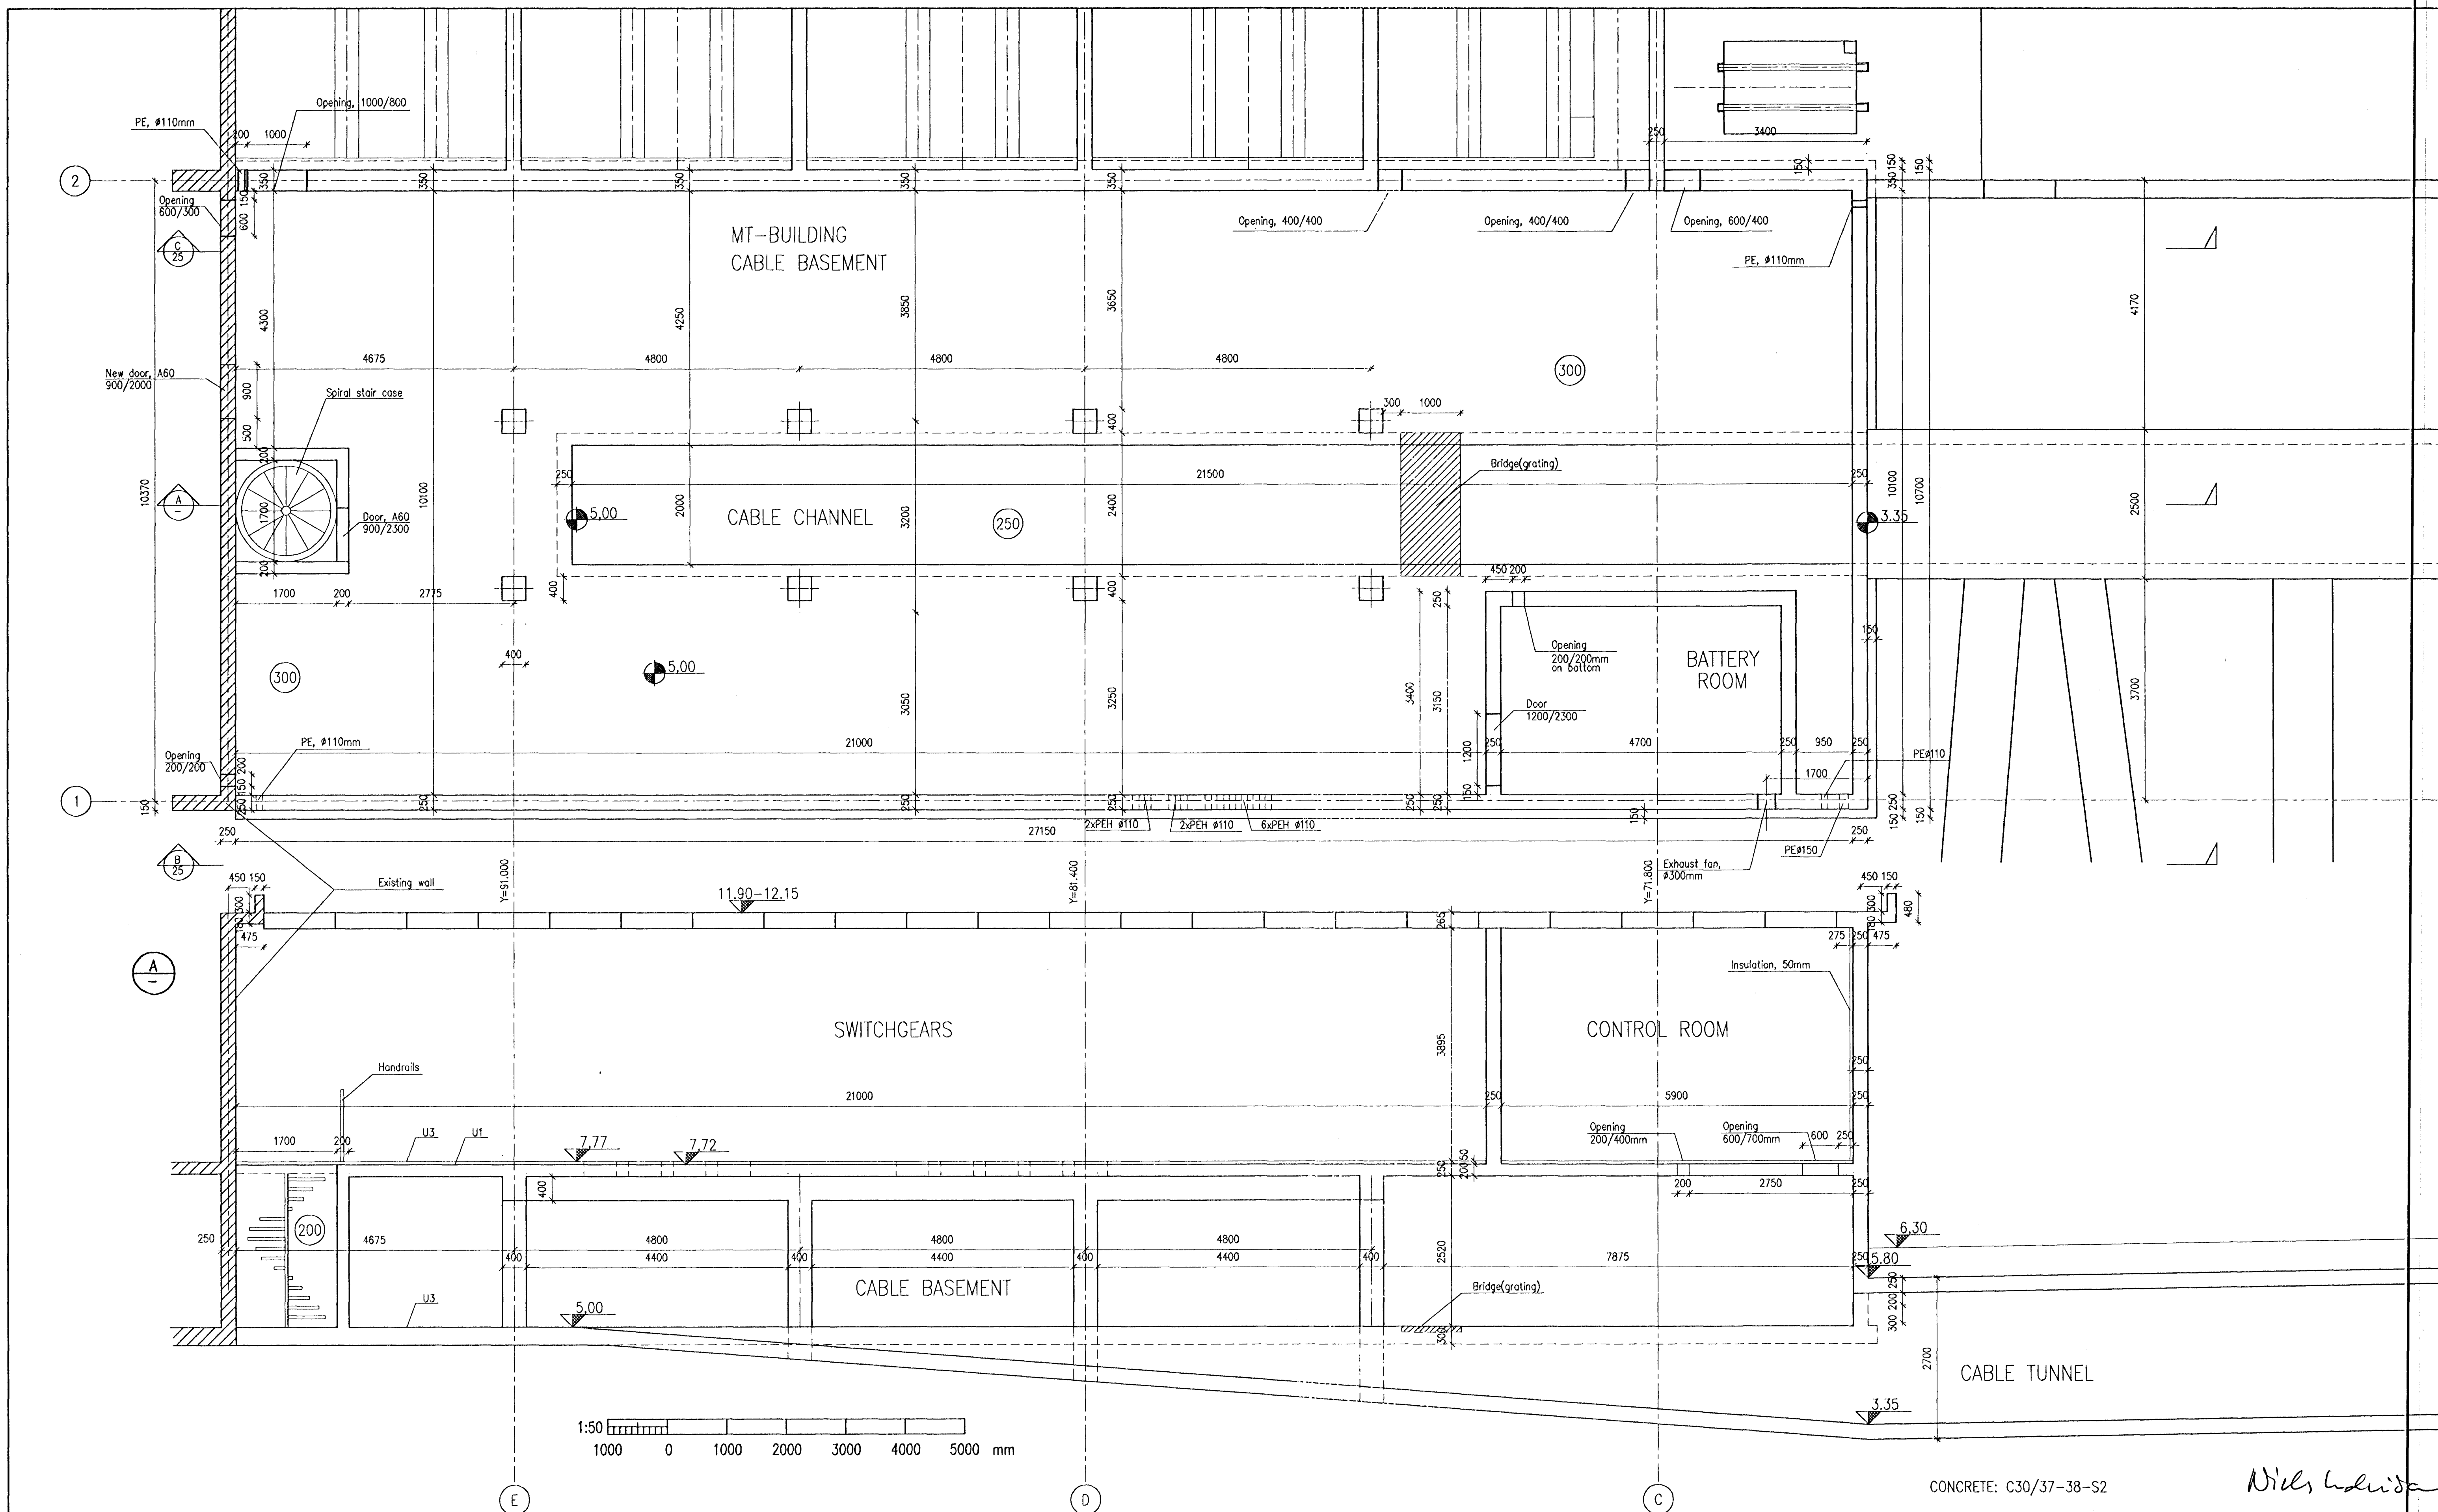 Opening, 1000/800
PE, ø110mm
200 1000
250 3400
2
350 350 350 350 350
150
150 350 150
Opening
600/300
150
600
C
25
MT-BUILDING
CABLE BASEMENT
Opening, 400/400
Opening, 400/400
Opening, 600/400
PE, ø110mm
4300
4250
3850
3650
4170
4675 4800 4800 4800
New door, A60
900/2000
900
Spiral stair case
300
300 1000
400
500
200
10370
A
–
1700
10100
250
21500
Bridge(grating)
250
10100
10700
2500
Door, A60
900/2300
5,00
2000
CABLE CHANNEL
3200
250
2400
3.35
200
1700 200 2775
400
400
450 200
250
150
400
300
5,00
3050
3250
3400
3150
Opening
200/200mm
on bottom
BATTERY
ROOM
3700
Door
1200/2300
1200
PE, ø110mm
21000
250 4700 250 950 250
PEø110
1700
Opening
200/200
200
150
250
1
150
250 250 250 250 250
150
150
250
150
150
2xPEH ø110
2xPEH ø110
6xPEH ø110
250 27150 250
PEø150
Exhaust fan,
ø300mm
B
25
Y=91.000
Y=81.400
Y=71.800
450 150
Existing wall
11.90-12.15
450 150
300
180
475
265
300
180
480
275 250 475
A
–
Insulation, 50mm
SWITCHGEARS
CONTROL ROOM
3895
Handrails
250
21000 250 5900 250
1700 200
U3 U1
7,77
7,72
Opening
200/400mm
Opening
600/700mm
600 250
50
250
200
400
200 2750 250
200
250
4675 4800 4800 4800
400 4400 400 4400 400 4400 400 7875 250
2520
6,30
5.80
CABLE BASEMENT
U3
5,00
Bridge(grating)
250
200
300
300
2700
CABLE TUNNEL
3.35
1:50
1000 0 1000 2000 3000 4000 5000 mm
E
D
C
CONCRETE: C30/37-38-S2